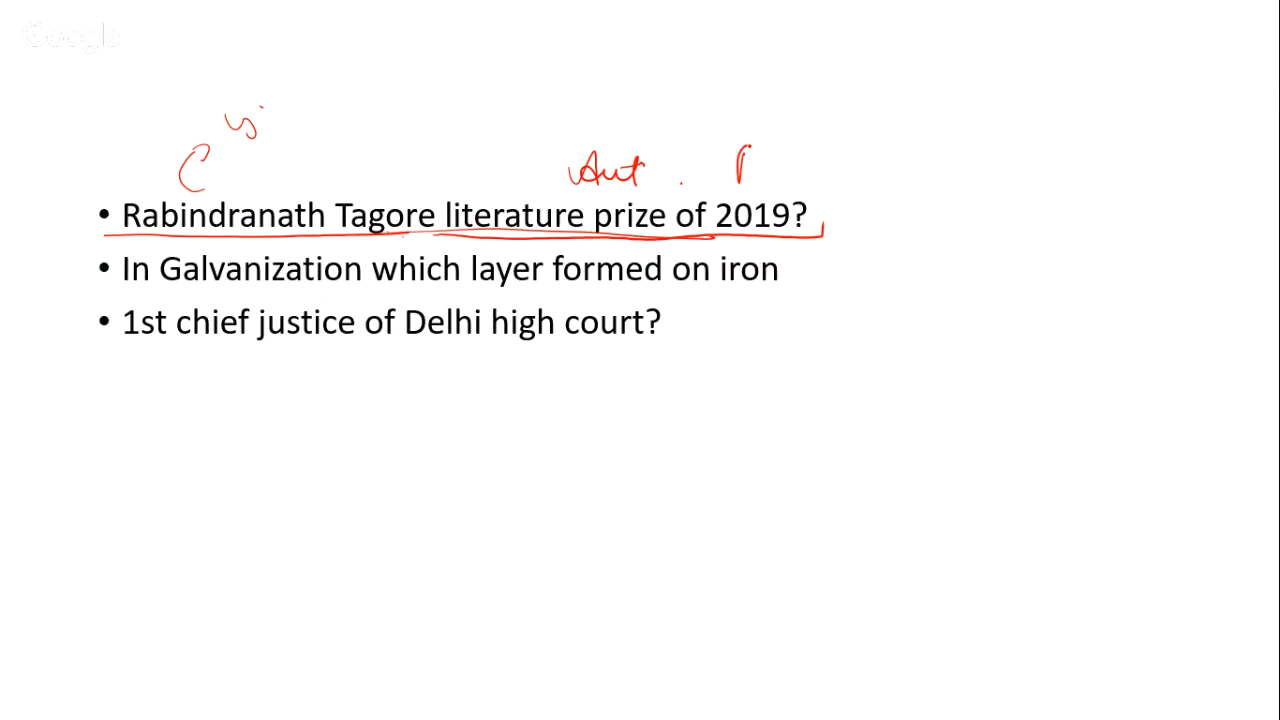 Google
• Rabindranath Tagore literature prize of 2019?
• In Galvanization which layer formed on iron
• 1st chief justice of Delhi high court?